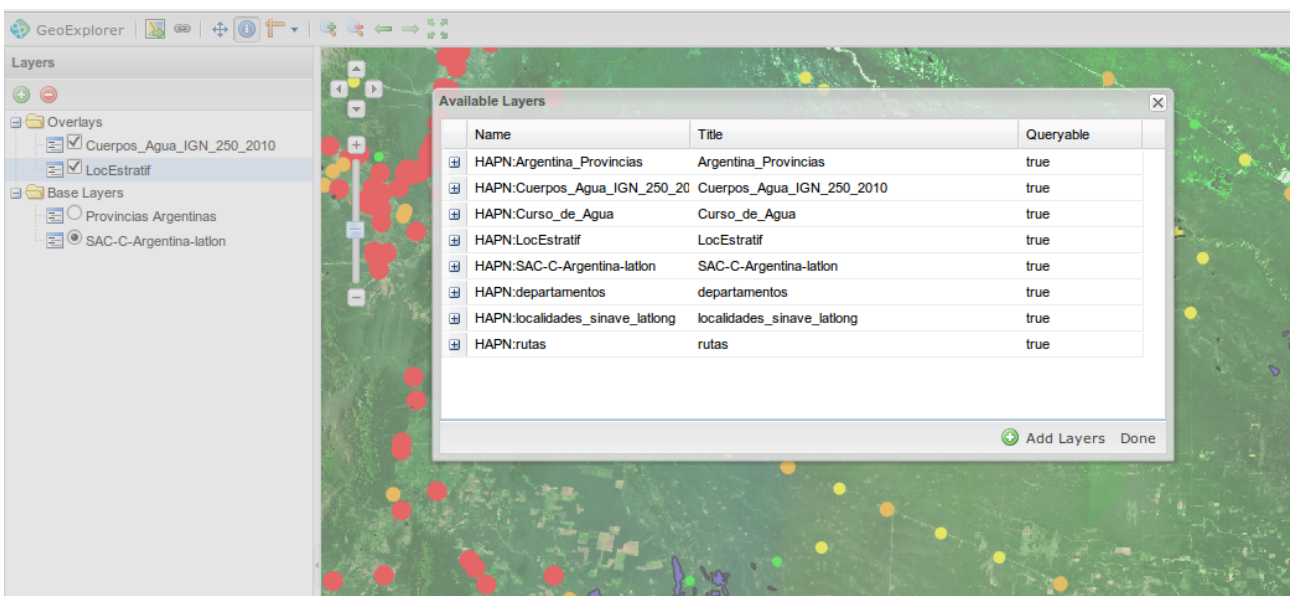 GeoExplorer
Layers
Overlays
Cuerpos_Agua_IGN_250_2010
LocEstratif
Base Layers
Provincias Argentinas
SAC-C-Argentina-latlon
Available Layers
Name Title Queryable
HAPN:Argentina_Provincias Argentina_Provincias true
HAPN:Cuerpos_Agua_IGN_250_20 Cuerpos_Agua_IGN_250_2010 true
HAPN:Curso_de_Agua Curso_de_Agua true
HAPN:LocEstratif LocEstratif true
HAPN:SAC-C-Argentina-latlon SAC-C-Argentina-latlon true
HAPN:departamentos departamentos true
HAPN:localidades_sinave_latlong localidades_sinave_latlong true
HAPN:rutas rutas true
Add Layers Done